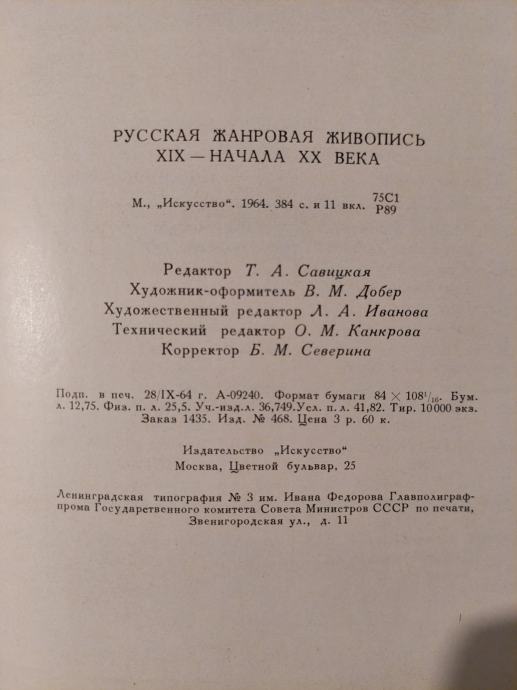 РУССКАЯ ЖАНРОВАЯ ЖИВОПИСЬ
XIX — НАЧАЛА XX ВЕКА
М., „Искусство“. 1964. 384 с. и 11 вкл. 75С1
Р89
Редактор Т. А. Савицкая
Художник-оформитель В. М. Добер
Художественный редактор Л. А. Иванова
Технический редактор О. М. Канкрова
Корректор Б. М. Северина
Подп. в печ. 28/IX-64 г. А-09240. Формат бумаги 84 × 108¹/₁₆. Бум.
л. 12,75. Физ. п. л. 25,5. Уч.-изд.л. 36,749.Усл. п. л. 41,82. Тир. 10 000 экз.
Заказ 1435. Изд. № 468. Цена 3 р. 60 к.
Издательство „Искусство“
Москва, Цветной бульвар, 25
Ленинградская типография № 3 им. Ивана Федорова Главполиграф-
прома Государственного комитета Совета Министров СССР по печати,
Звенигородская ул., д. 11